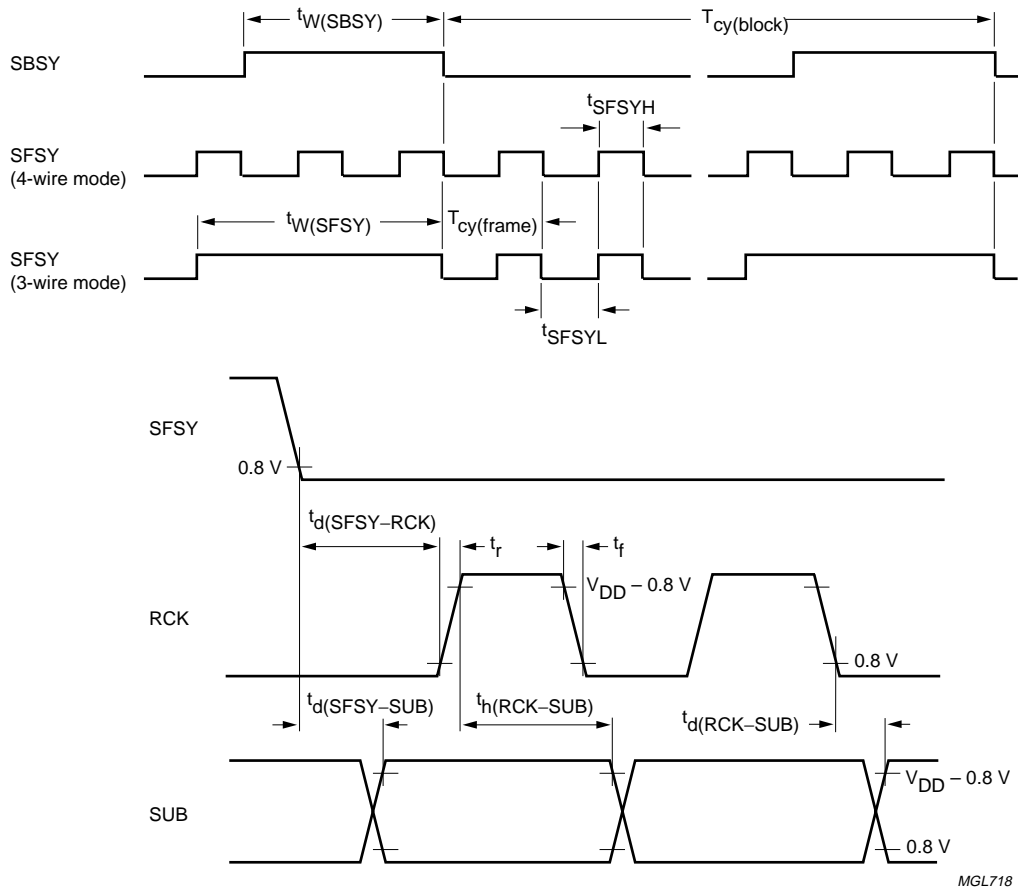 tW(SBSY) Tcy(block)
SBSY
tSFSYH
SFSY
(4-wire mode)
tW(SFSY) Tcy(frame)
SFSY
(3-wire mode)
tSFSYL
SFSY
0.8 V
td(SFSY–RCK) tr tf
VDD – 0.8 V
RCK
0.8 V
td(SFSY–SUB) th(RCK–SUB) td(RCK–SUB)
VDD – 0.8 V
SUB
0.8 V
MGL718